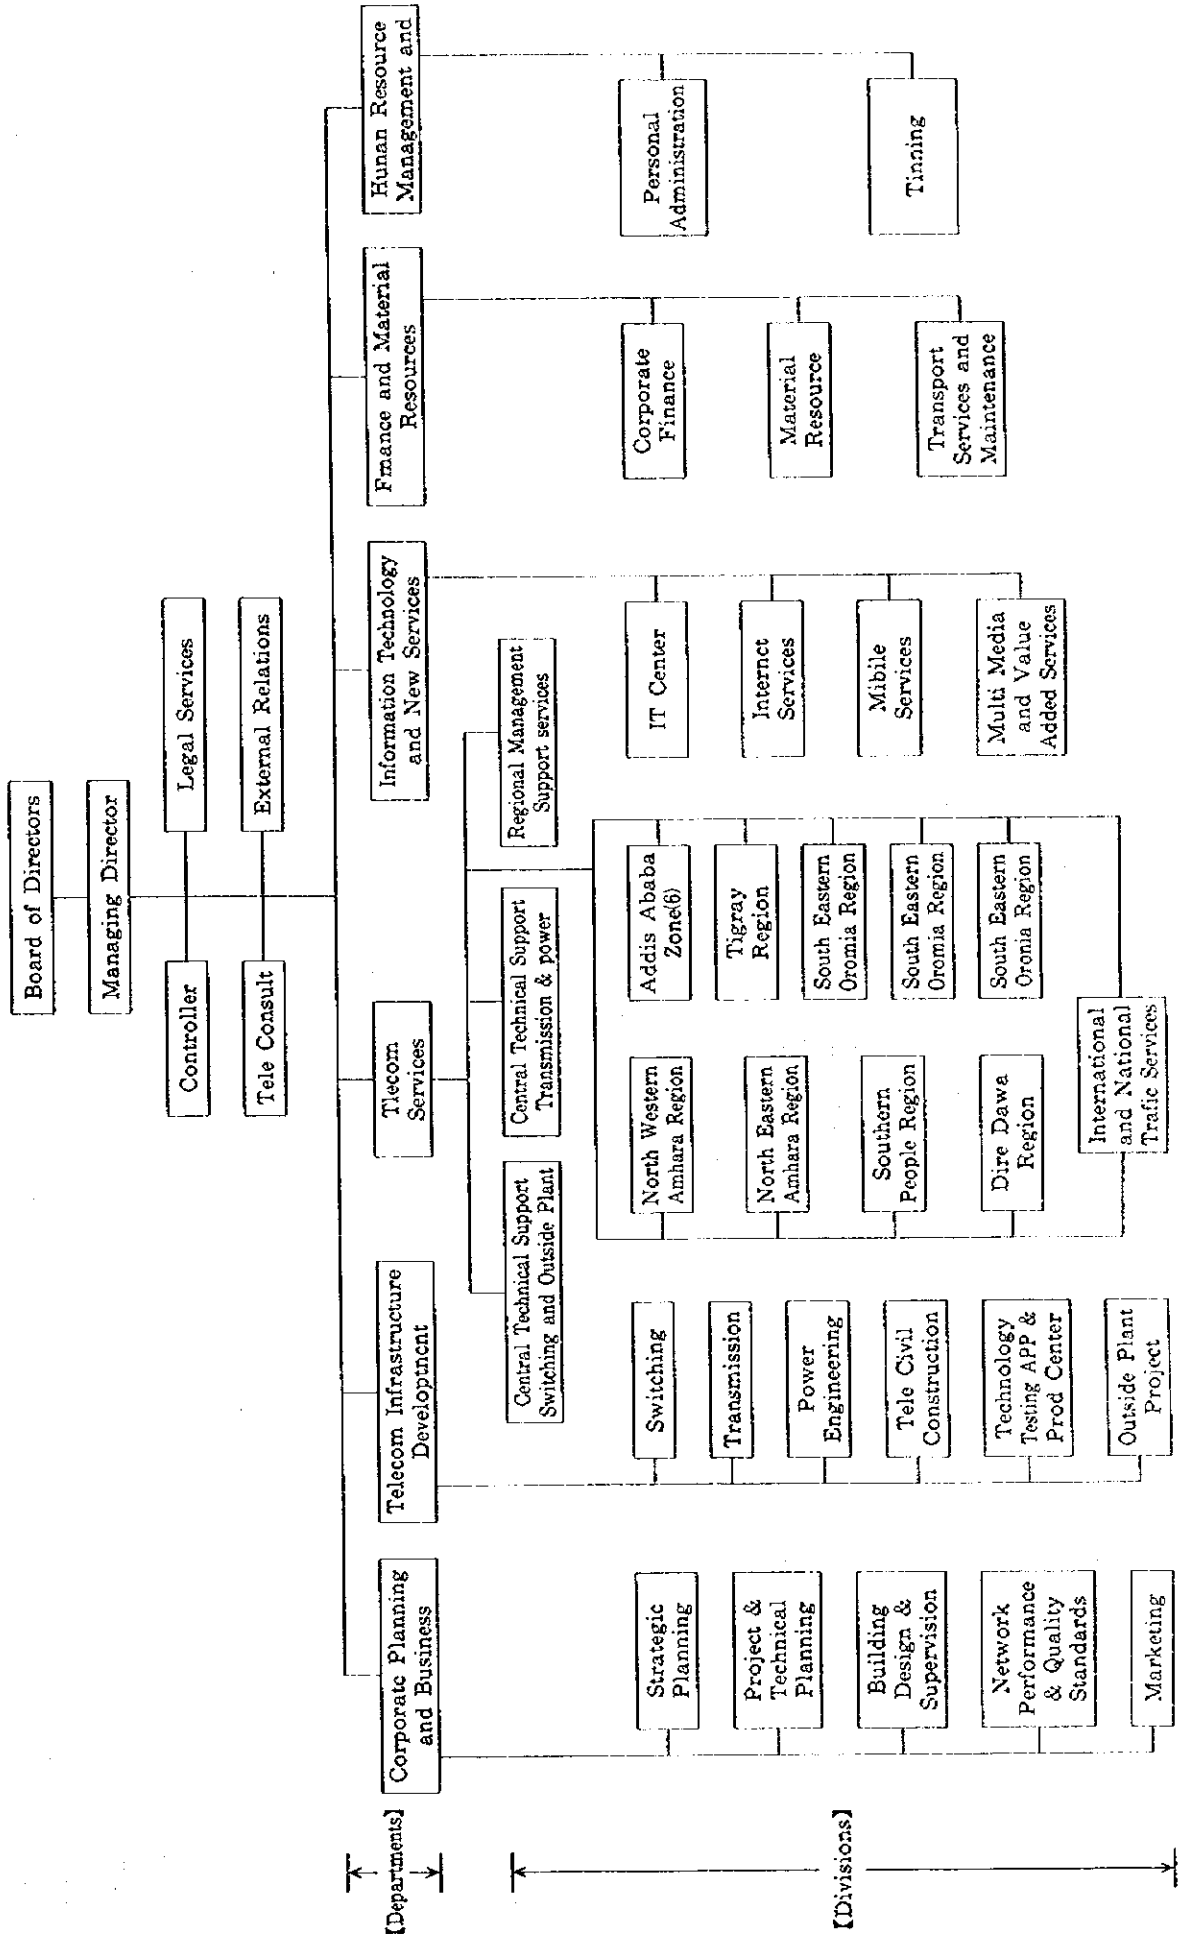 Board of Directors
Managing Director
Controller
Legal Services
Tele Consult
External Relations
【Departments】
Corporate Planning
and Business
Telecom Infrastructure
Developtnent
Tlecom
Services
Information Technology
and New Services
Fmance and Material
Resources
Hunan Resource
Management and
【Divisions】
Strategic
Planning
Project &
Technical
Planning
Building
Design &
Supervision
Network
Performance
& Quality
Standards
Marketing
Switching
Transmission
Power
Engineering
Tele Civil
Construction
Technology
Testing APP &
Prod Center
Outside Plant
Project
Central Technical Support
Switching and Outside Plant
Central Technical Support
Transmission & power
Regional Management
Support services
North Western
Amhara Region
North Eastern
Amhara Region
Southern
People Region
Dire Dawa
Region
Addis Ababa
Zone(6)
Tigray
Region
South Eastern
Oromia Region
South Eastern
Oromia Region
South Eastern
Oronia Region
International
and National
Trafic Services
IT Center
Internct
Services
Mibile
Services
Multi Media
and Value
Added Services
Corporate
Finance
Material
Resource
Transport
Services and
Maintenance
Personal
Administration
Tinning